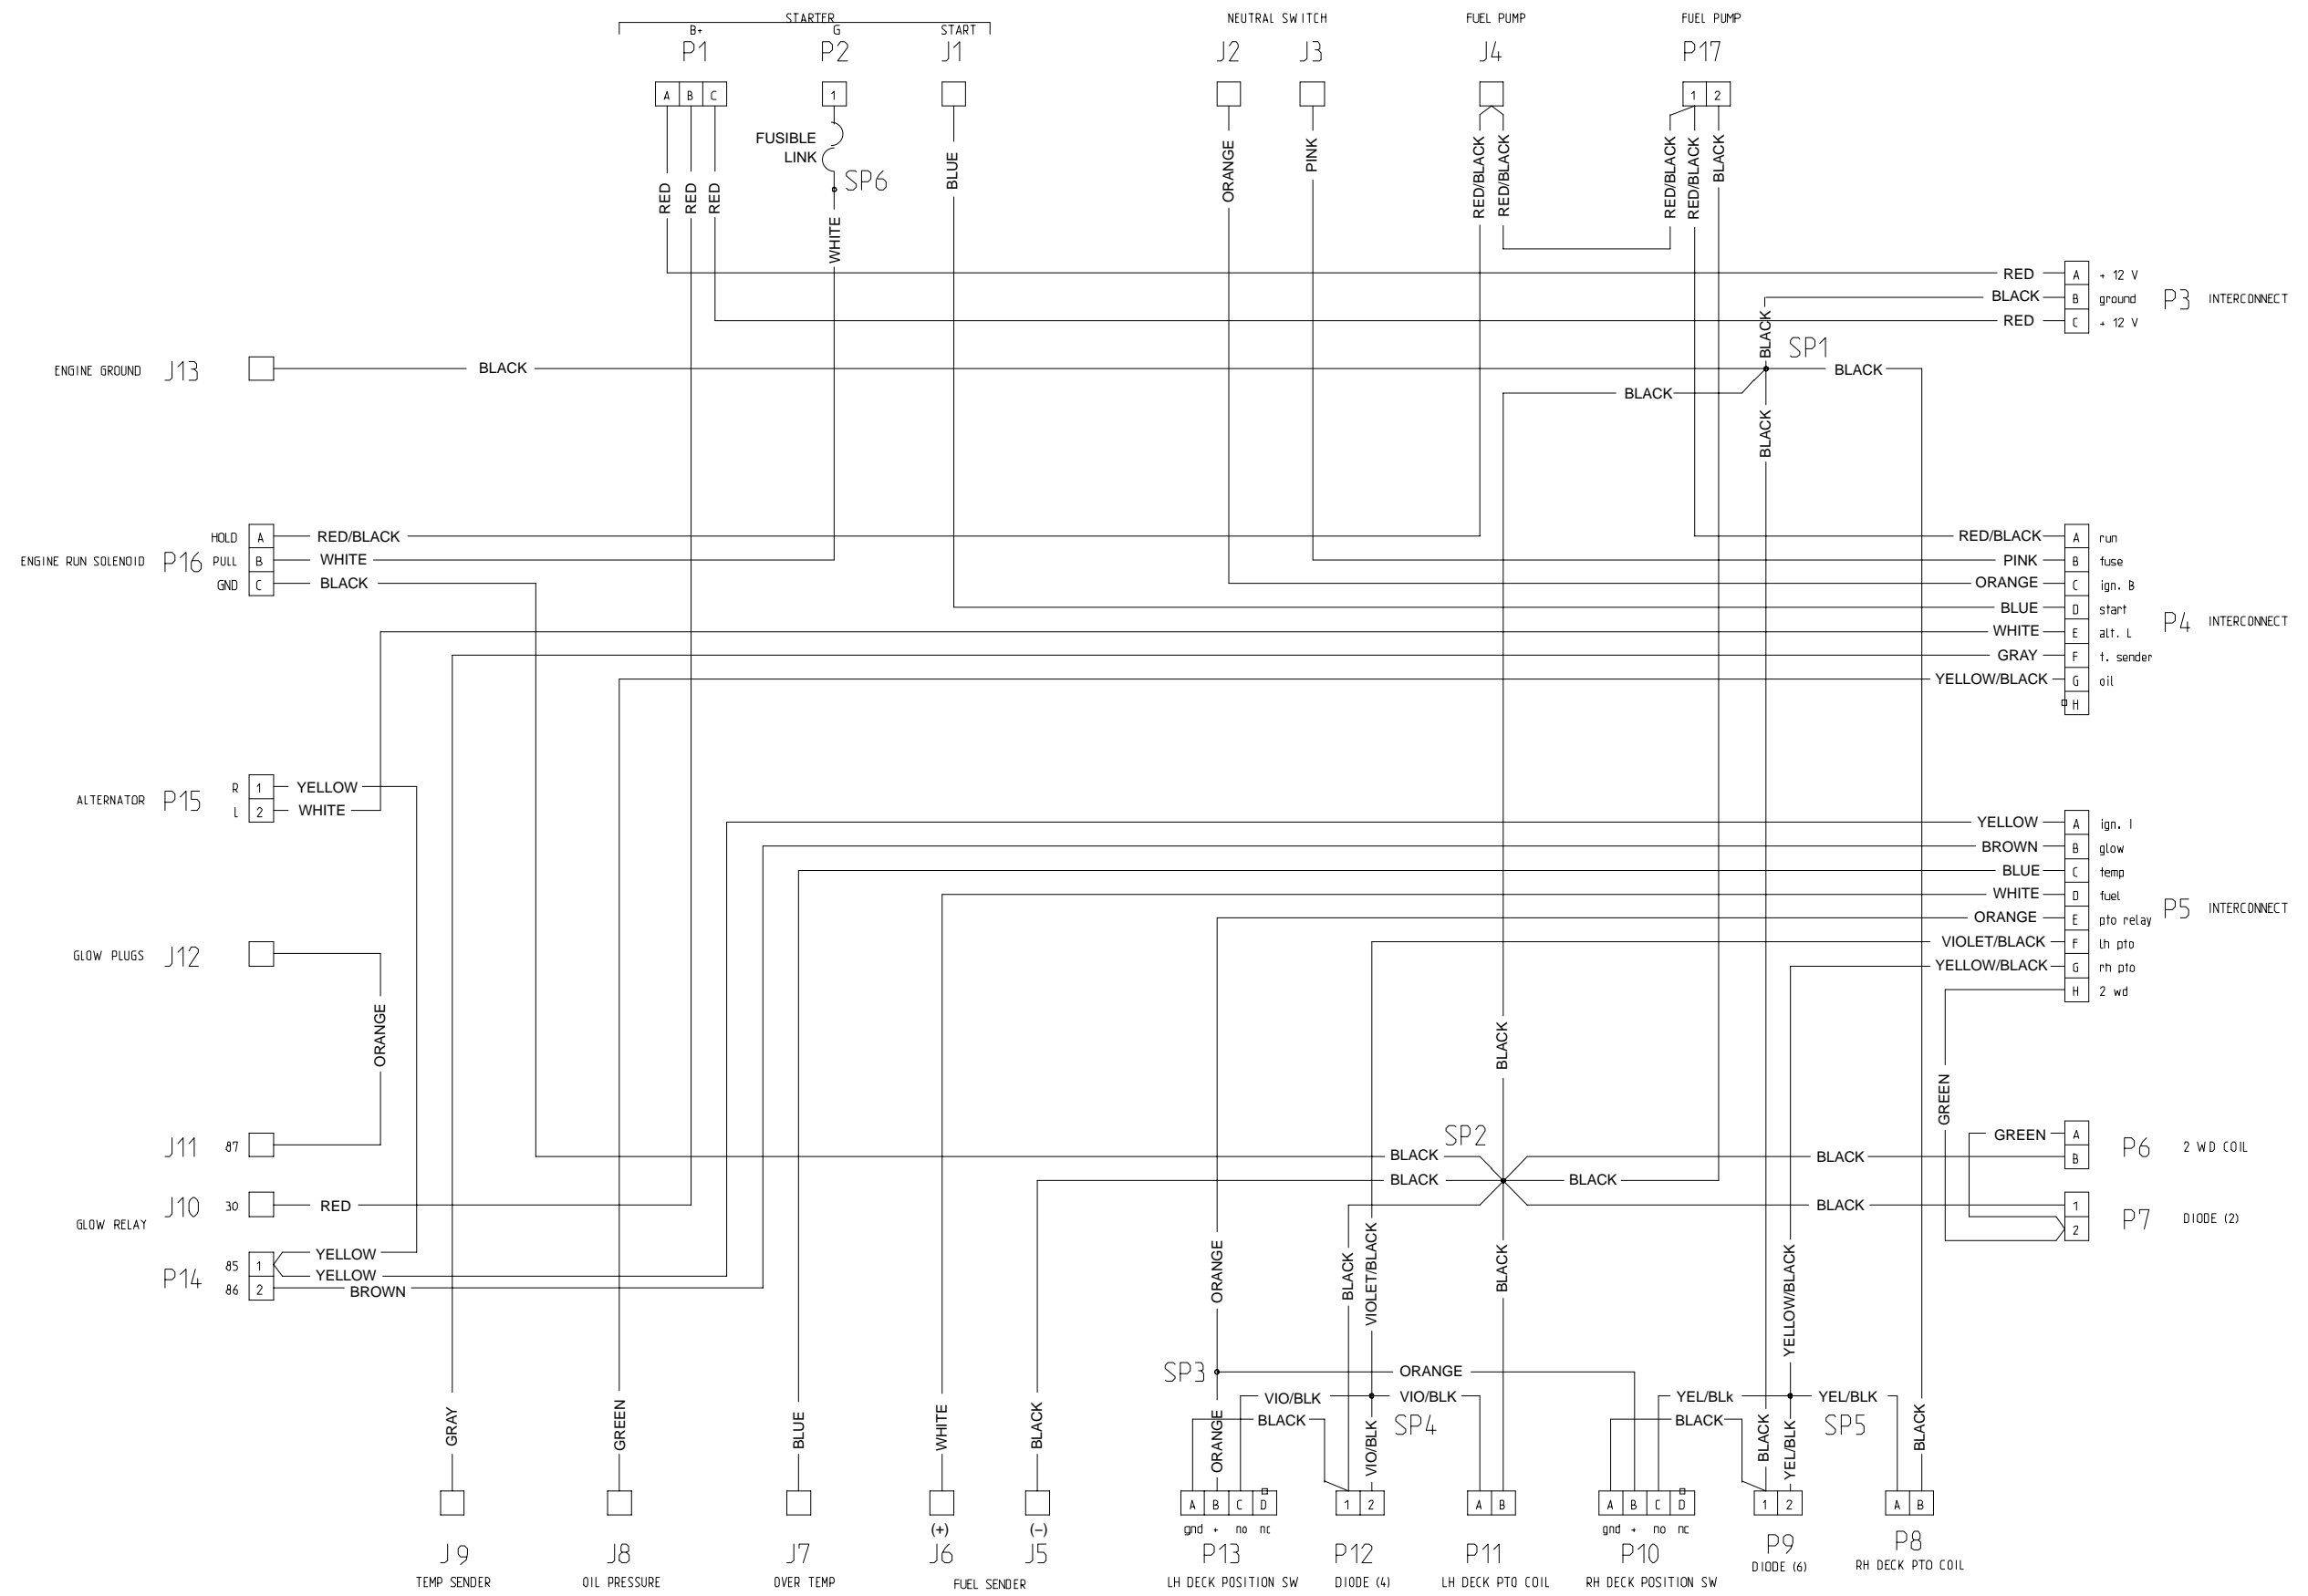 STARTER
NEUTRAL SWITCH
FUEL PUMP
FUEL PUMP
B+
G
START
P1
P2
J1
J2
J3
J4
P17
A B C
1
1 2
FUSIBLE
LINK
SP6
RED
RED
RED
WHITE
BLUE
ORANGE
PINK
RED/BLACK
RED/BLACK
RED/BLACK
RED/BLACK
BLACK
RED A + 12 V
BLACK B ground
RED C + 12 V
P3 INTERCONNECT
BLACK
SP1
ENGINE GROUND J13
BLACK
BLACK
BLACK
BLACK
ENGINE RUN SOLENOID P16
HOLD A RED/BLACK
PULL B WHITE
GND C BLACK
RED/BLACK A run
PINK B fuse
ORANGE C ign. B
BLUE D start
WHITE E alt. L
GRAY F t. sender
YELLOW/BLACK G oil
H
P4 INTERCONNECT
ALTERNATOR P15
R 1 YELLOW
L 2 WHITE
YELLOW A ign. I
BROWN B glow
BLUE C temp
WHITE D fuel
ORANGE E pto relay
VIOLET/BLACK F lh pto
YELLOW/BLACK G rh pto
H 2 wd
P5 INTERCONNECT
GLOW PLUGS J12
ORANGE
BLACK
GREEN
J11 87
SP2
BLACK
BLACK
BLACK
BLACK
BLACK
GREEN A
B
P6 2 WD COIL
1
2
P7 DIODE (2)
J10 30 RED
GLOW RELAY
P14
85 1 YELLOW
YELLOW
86 2 BROWN
ORANGE
BLACK
VIOLET/BLACK
BLACK
YELLOW/BLACK
SP3
ORANGE
VIO/BLK
VIO/BLK
YEL/BLk
YEL/BLK
BLACK
SP4
BLACK
SP5
GRAY
GREEN
BLUE
WHITE
BLACK
ORANGE
VIO/BLK
BLACK
YEL/BLK
BLACK
A B C D
1 2
A B
A B C D
1 2
A B
(+)
(–)
gnd + no nc
gnd + no nc
J9
J8
J7
J6
J5
P13
P12
P11
P10
P9
P8
TEMP SENDER
OIL PRESSURE
OVER TEMP
FUEL SENDER
LH DECK POSITION SW
DIODE (4)
LH DECK PTO COIL
RH DECK POSITION SW
DIODE (6)
RH DECK PTO COIL